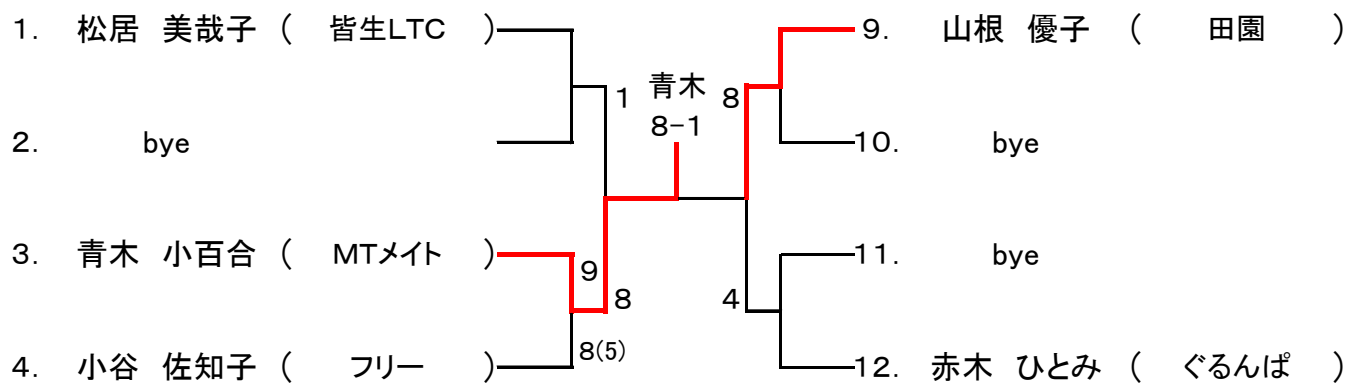 1. 松居 美哉子 ( 皆生LTC )
9. 山根 優子 ( 田園 )
1
青木
8-1
8
2. bye
10. bye
3. 青木 小百合 ( MTメイト )
11. bye
9
8
4
8(5)
4. 小谷 佐知子 ( フリー )
12. 赤木 ひとみ ( ぐるんぱ )